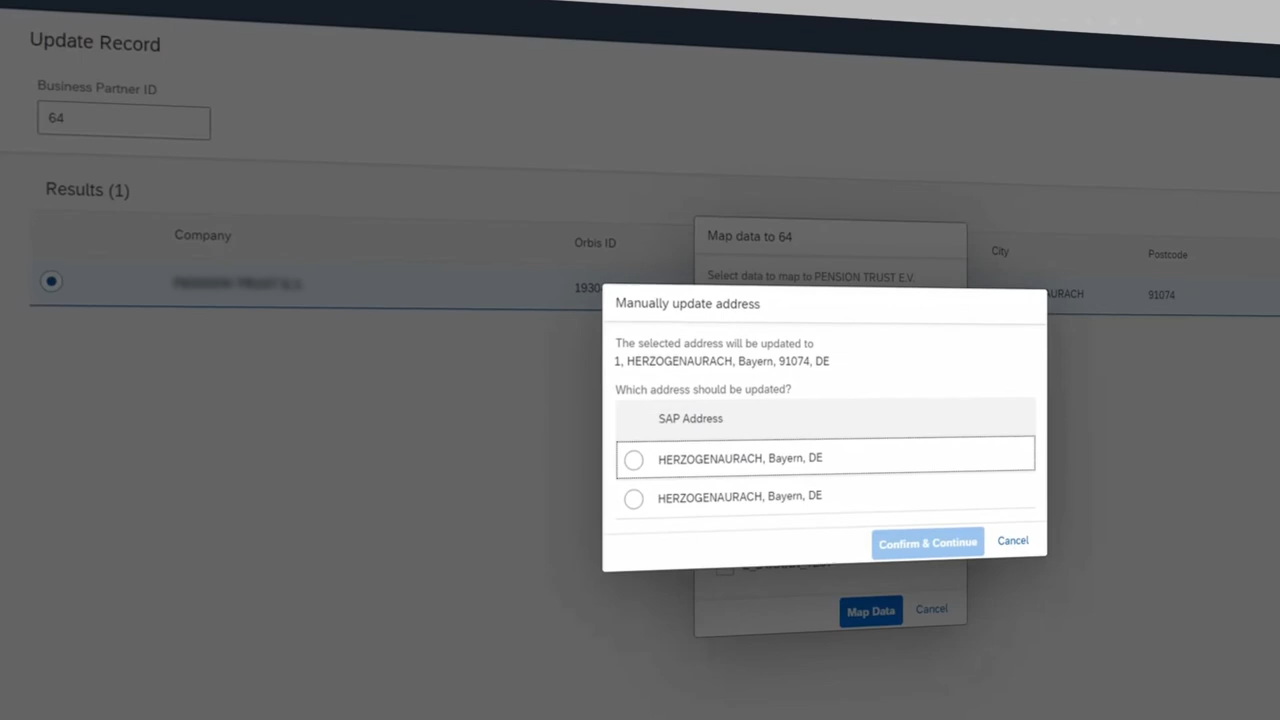 Update Record
Business Partner ID
64
Results (1)
Company Orbis ID City Postcode
1930 URACH 91074
Map data to 64
Select data to map to PENSION TRUST E.V.
Manually update address
The selected address will be updated to
1, HERZOGENAURACH, Bayern, 91074, DE
Which address should be updated?
SAP Address
HERZOGENAURACH, Bayern, DE
HERZOGENAURACH, Bayern, DE
Confirm & Continue Cancel
Map Data Cancel